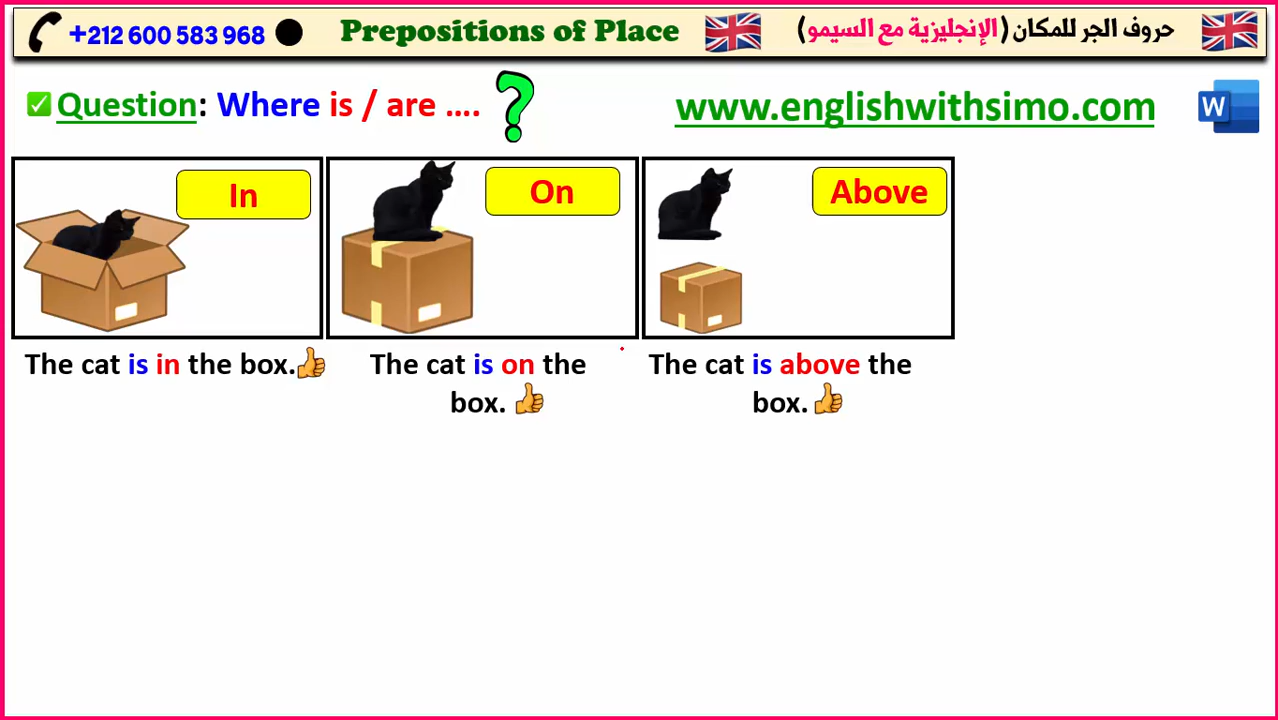 +212 600 583 968 ● Prepositions of Place حروف الجر للمكان (الإنجليزية مع السيمو)
✅ Question: Where is / are .... ?
www.englishwithsimo.com
W
In
On
Above
The cat is in the box.👍
The cat is on the
box. 👍
The cat is above the
box. 👍